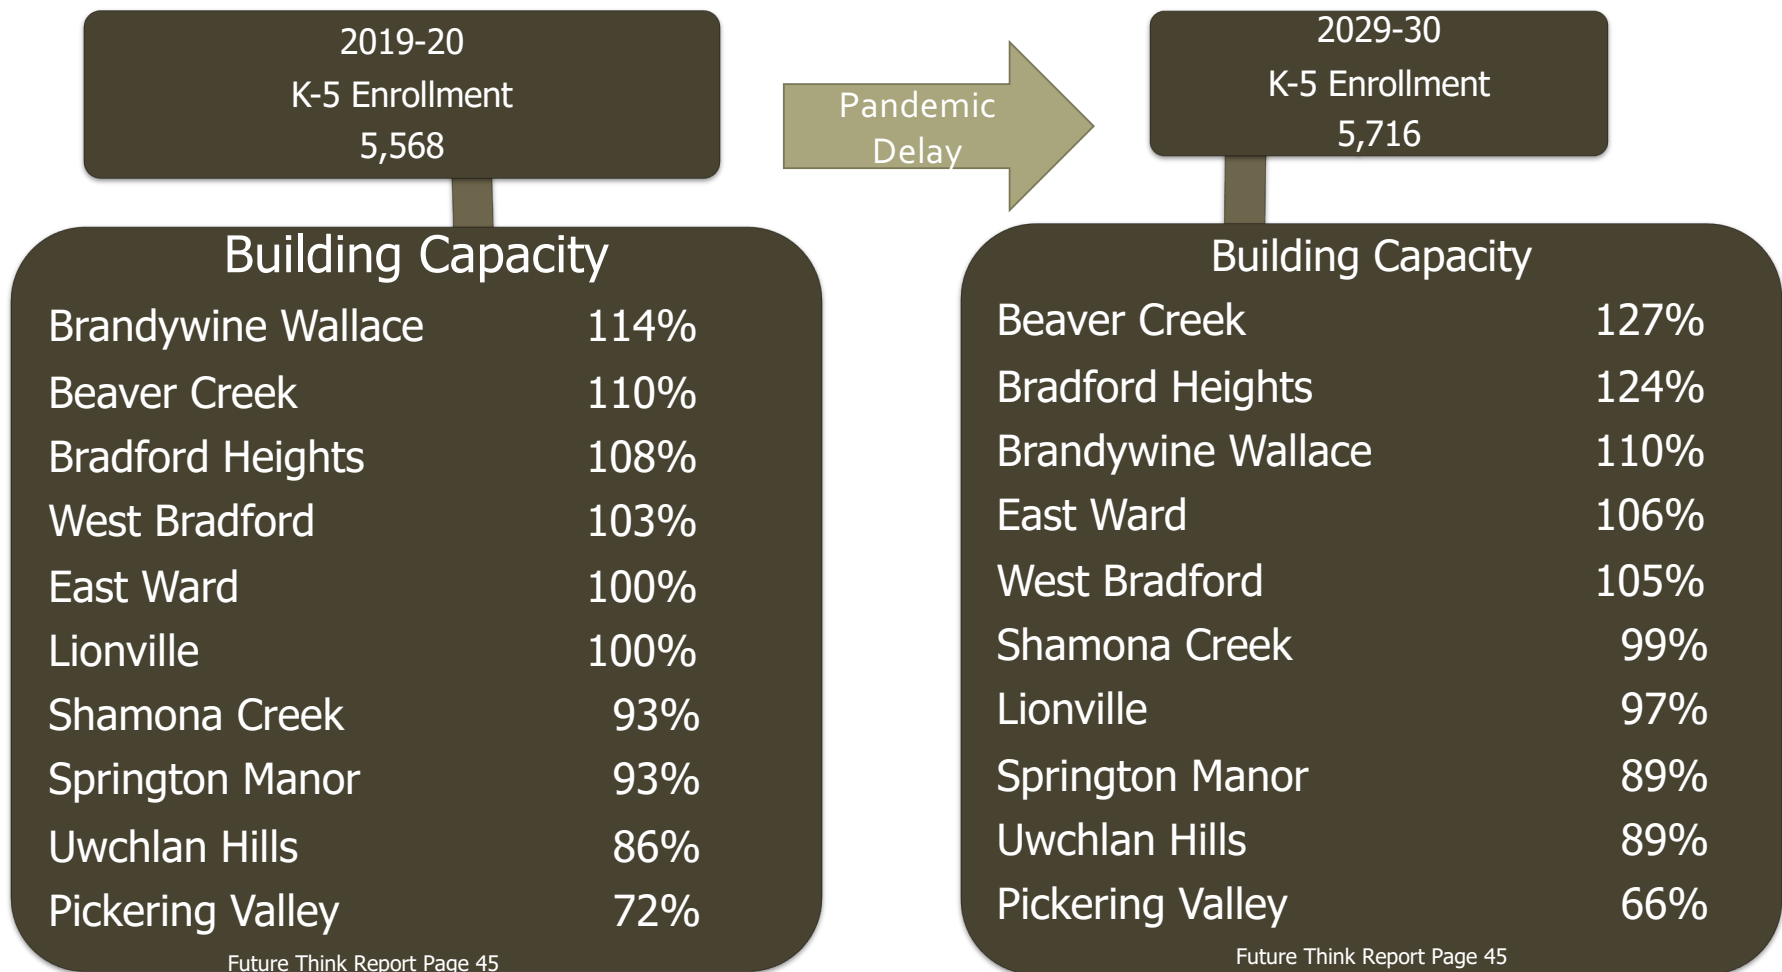 2019-20
K-5 Enrollment
5,568
Pandemic
Delay
2029-30
K-5 Enrollment
5,716
Building Capacity
Brandywine Wallace 114%
Beaver Creek 110%
Bradford Heights 108%
West Bradford 103%
East Ward 100%
Lionville 100%
Shamona Creek 93%
Springton Manor 93%
Uwchlan Hills 86%
Pickering Valley 72%
Future Think Report Page 45
Building Capacity
Beaver Creek 127%
Bradford Heights 124%
Brandywine Wallace 110%
East Ward 106%
West Bradford 105%
Shamona Creek 99%
Lionville 97%
Springton Manor 89%
Uwchlan Hills 89%
Pickering Valley 66%
Future Think Report Page 45